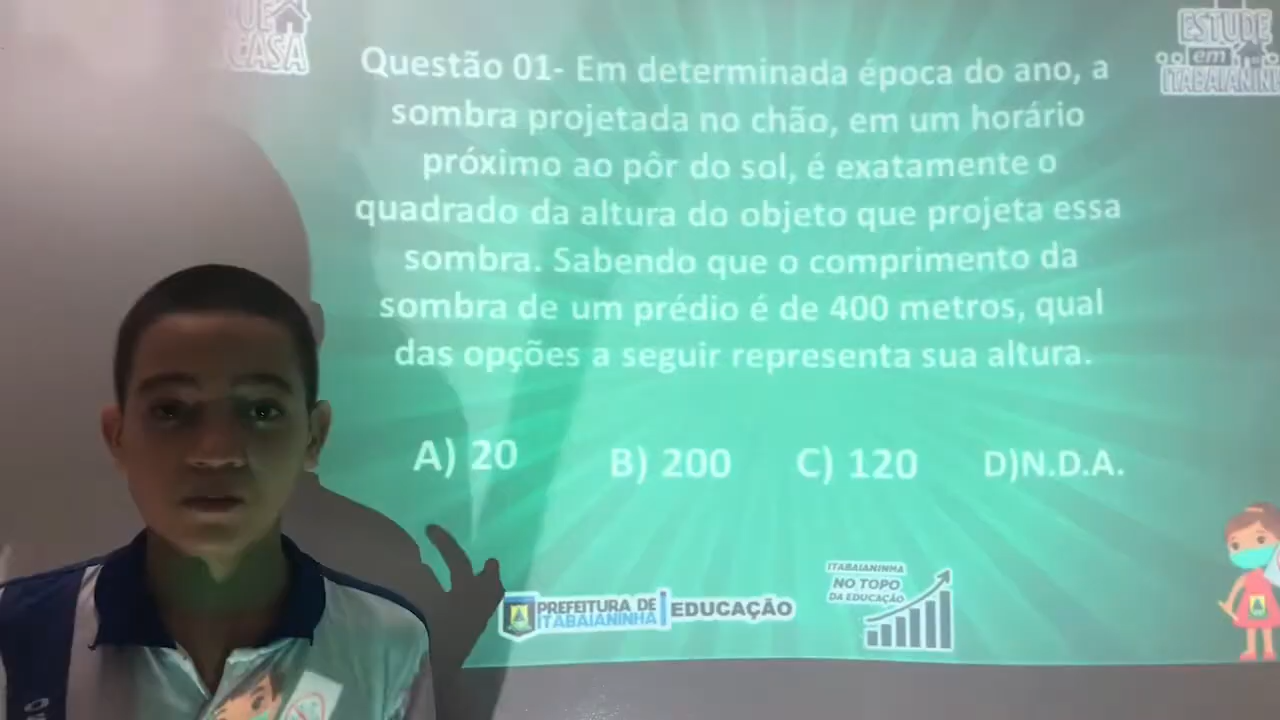 UE
CASA
ESTUDE
em
Questão 01- Em determinada época do ano, a
sombra projetada no chão, em um horário
próximo ao pôr do sol, é exatamente o
quadrado da altura do objeto que projeta essa
sombra. Sabendo que o comprimento da
sombra de um prédio é de 400 metros, qual
das opções a seguir representa sua altura.
A) 20 B) 200 C) 120 D)N.D.A.
PREFEITURA DE
ITABAIANINHA
EDUCAÇÃO
ITABAIANINHA
NO TOPO
DA EDUCAÇÃO